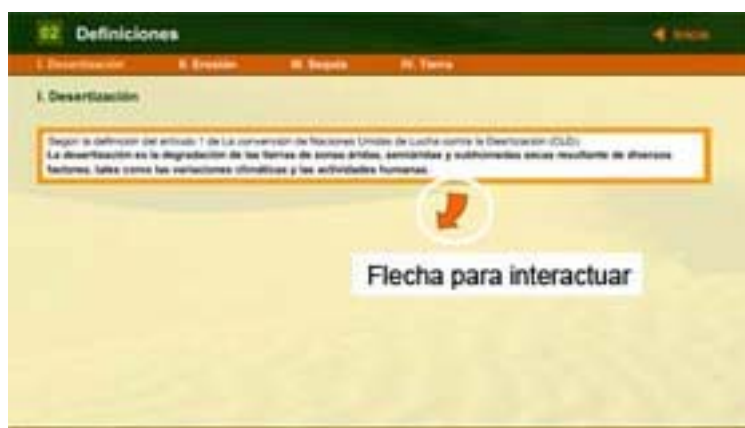 02 Definiciones
Inicio
I. Desertización II. Erosión III. Sequía IV. Tierra
I. Desertización
Según la definición del artículo 1 de La convención de Naciones Unidas de Lucha contra la Desertización (CLD):
La desertización es la degradación de las tierras de zonas áridas, semiáridas y subhúmedas secas resultante de diversos
factores, tales como las variaciones climáticas y las actividades humanas.
Flecha para interactuar